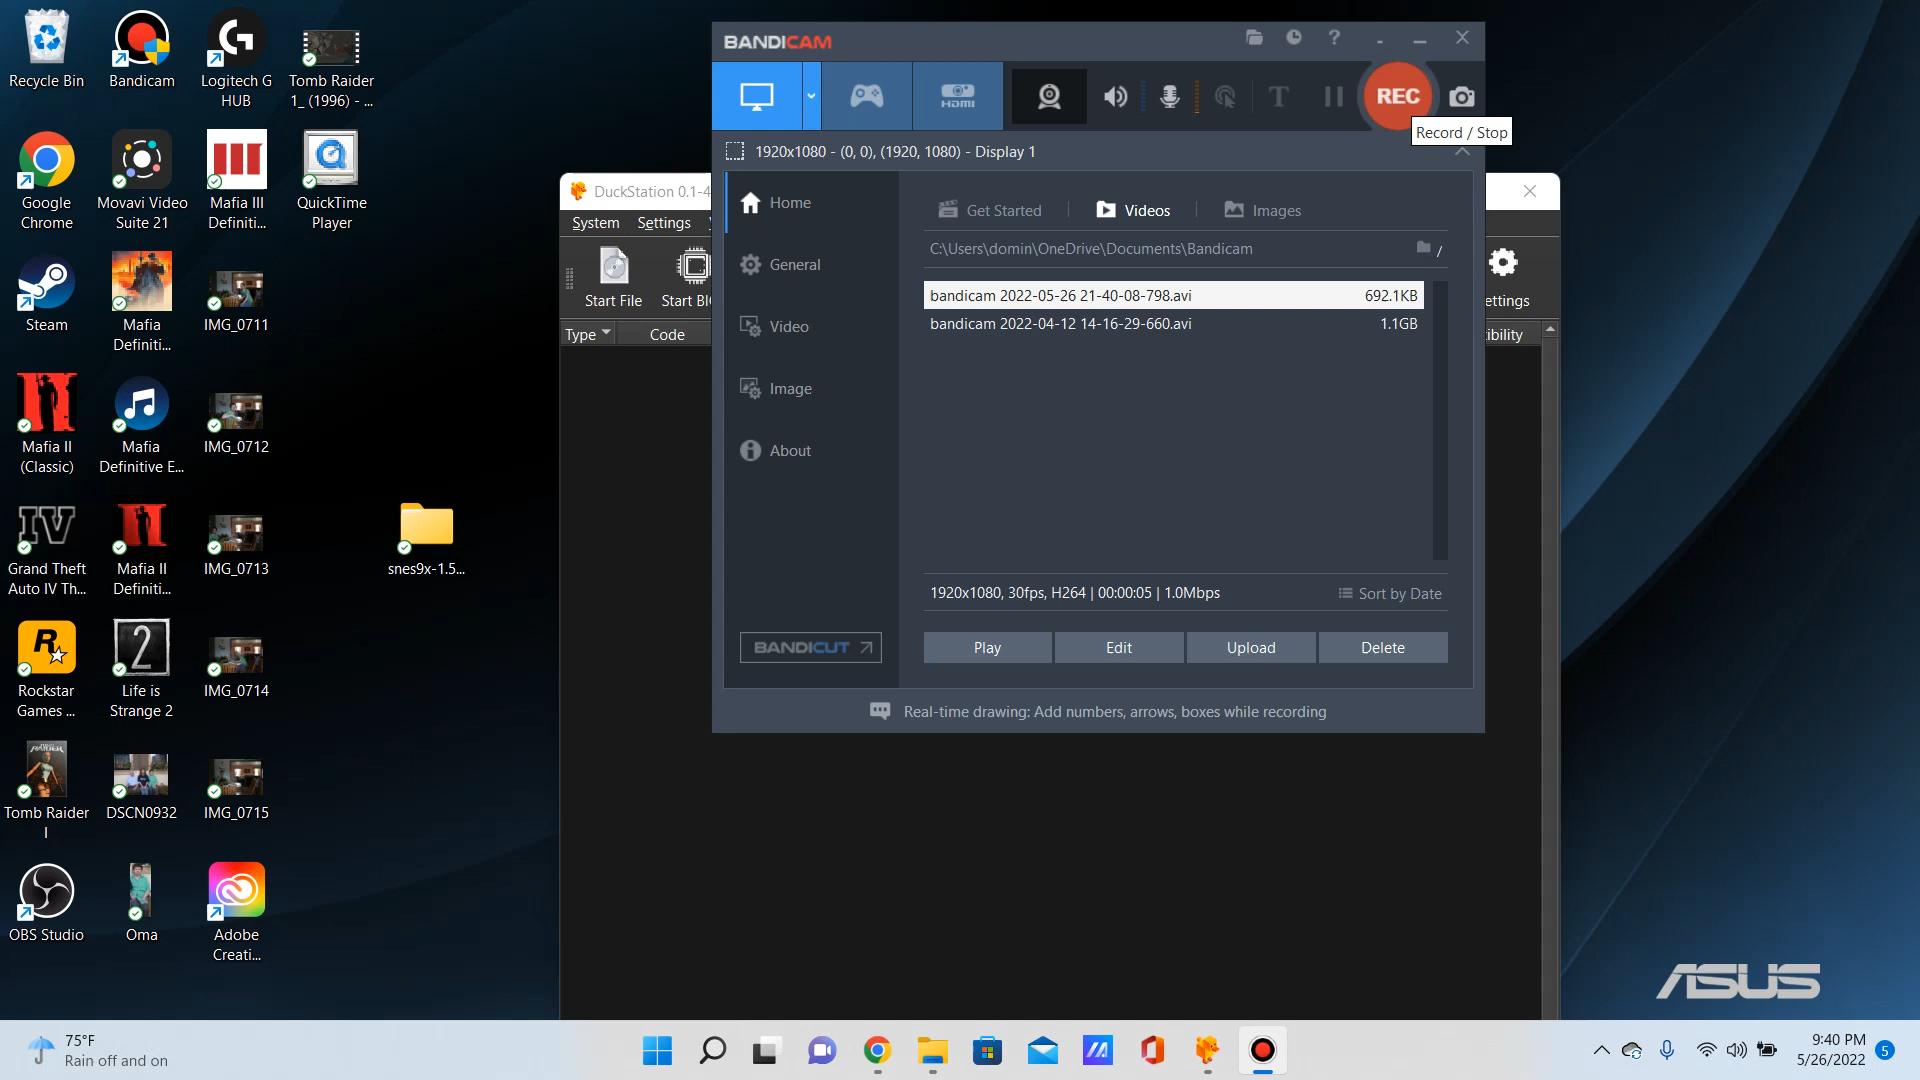 Recycle Bin
Bandicam
Logitech G
HUB
Tomb Raider
1_ (1996) - ...
Google
Chrome
Movavi Video
Suite 21
Mafia III
Definiti...
QuickTime
Player
Steam
Mafia
Definiti...
IMG_0711
Mafia II
(Classic)
Mafia
Definitive E...
IMG_0712
Grand Theft
Auto IV Th...
Mafia II
Definiti...
IMG_0713
snes9x-1.5...
Rockstar
Games ...
Life is
Strange 2
IMG_0714
Tomb Raider
I
DSCN0932
IMG_0715
OBS Studio
Oma
Adobe
Creati...
DuckStation 0.1-4
System
Settings
Start File
Start BI
ettings
Type
Code
ibility
BANDICAM
HDMI
T
REC
Record / Stop
1920x1080 - (0, 0), (1920, 1080) - Display 1
Home
General
Video
Image
About
BANDICUT
Get Started
Videos
Images
C:\Users\domin\OneDrive\Documents\Bandicam
/
bandicam 2022-05-26 21-40-08-798.avi 692.1KB
bandicam 2022-04-12 14-16-29-660.avi 1.1GB
1920x1080, 30fps, H264 | 00:00:05 | 1.0Mbps
Sort by Date
Play
Edit
Upload
Delete
Real-time drawing: Add numbers, arrows, boxes while recording
ASUS
75°F
Rain off and on
9:40 PM
5/26/2022
5